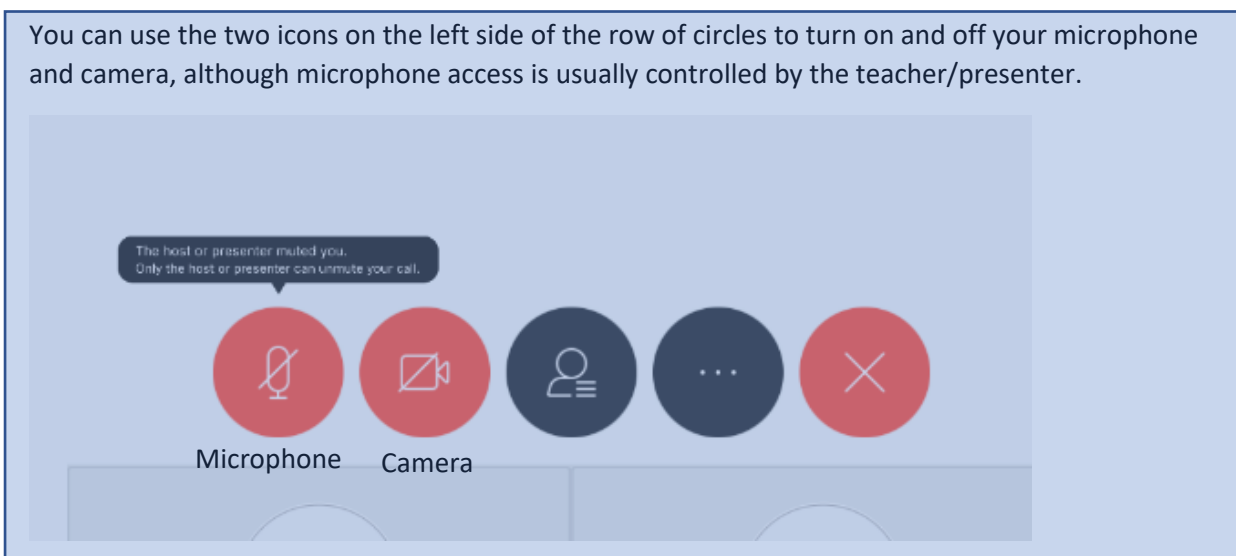 You can use the two icons on the left side of the row of circles to turn on and off your microphone
and camera, although microphone access is usually controlled by the teacher/presenter.
The host or presenter muted you.
Only the host or presenter can unmute your call.
Microphone
Camera